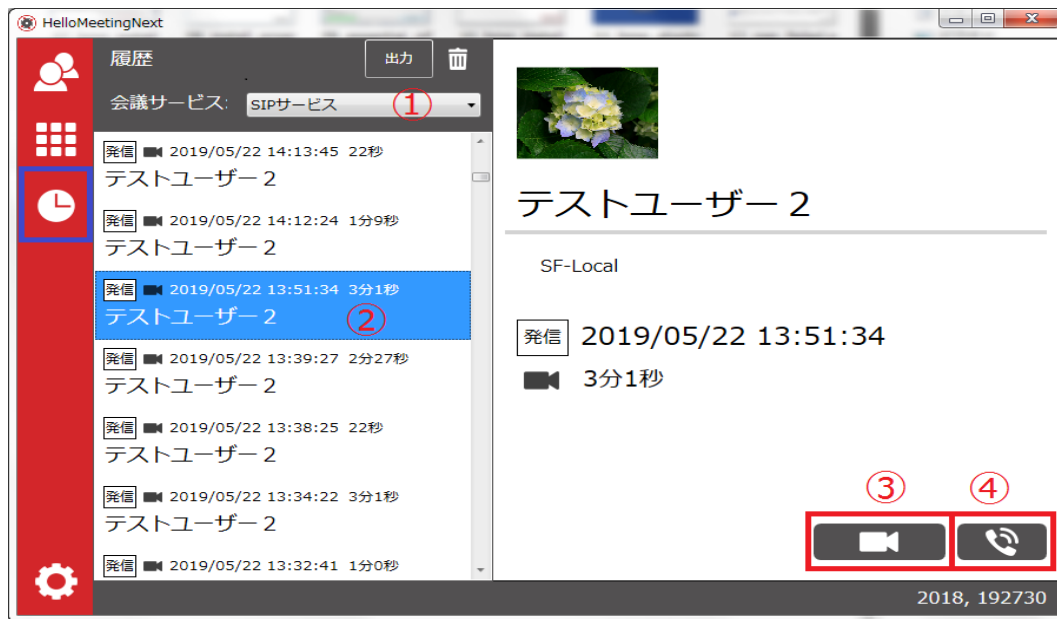 HelloMeetingNext
履歴
出力
会議サービス:
SIPサービス
①
発信 2019/05/22 14:13:45 22秒
テストユーザー2
発信 2019/05/22 14:12:24 1分9秒
テストユーザー2
発信 2019/05/22 13:51:34 3分1秒
テストユーザー2
②
発信 2019/05/22 13:39:27 2分27秒
テストユーザー2
発信 2019/05/22 13:38:25 22秒
テストユーザー2
発信 2019/05/22 13:34:22 3分1秒
テストユーザー2
発信 2019/05/22 13:32:41 1分0秒
テストユーザー2
SF-Local
発信 2019/05/22 13:51:34
3分1秒
③
④
2018, 192730